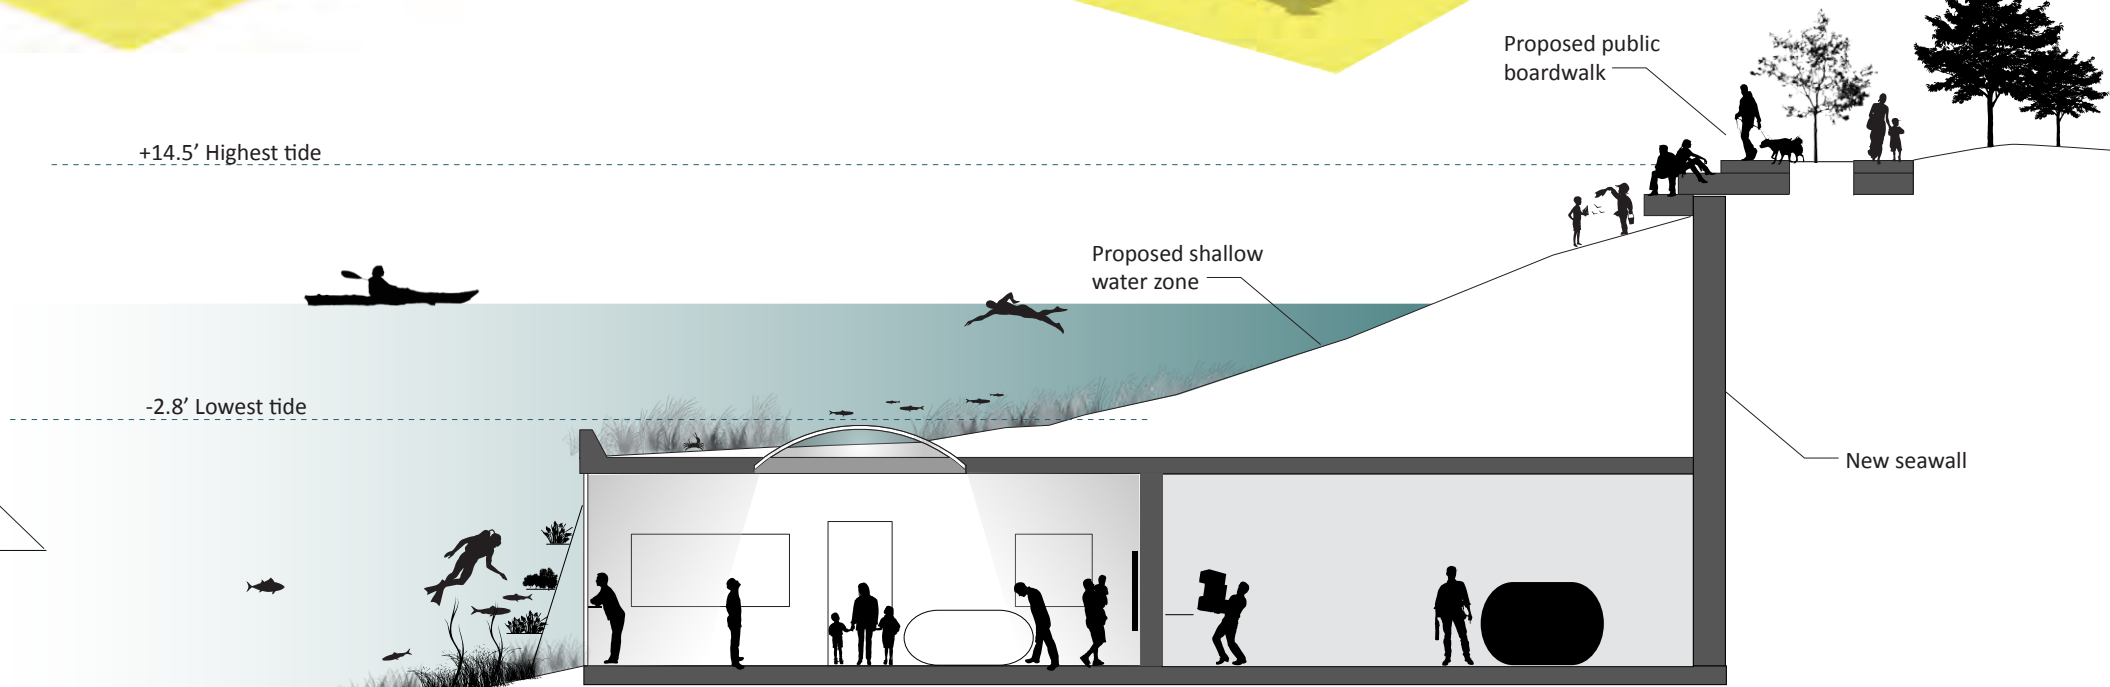 Proposed public
boardwalk
+14.5’ Highest tide
Proposed shallow
water zone
-2.8’ Lowest tide
New seawall